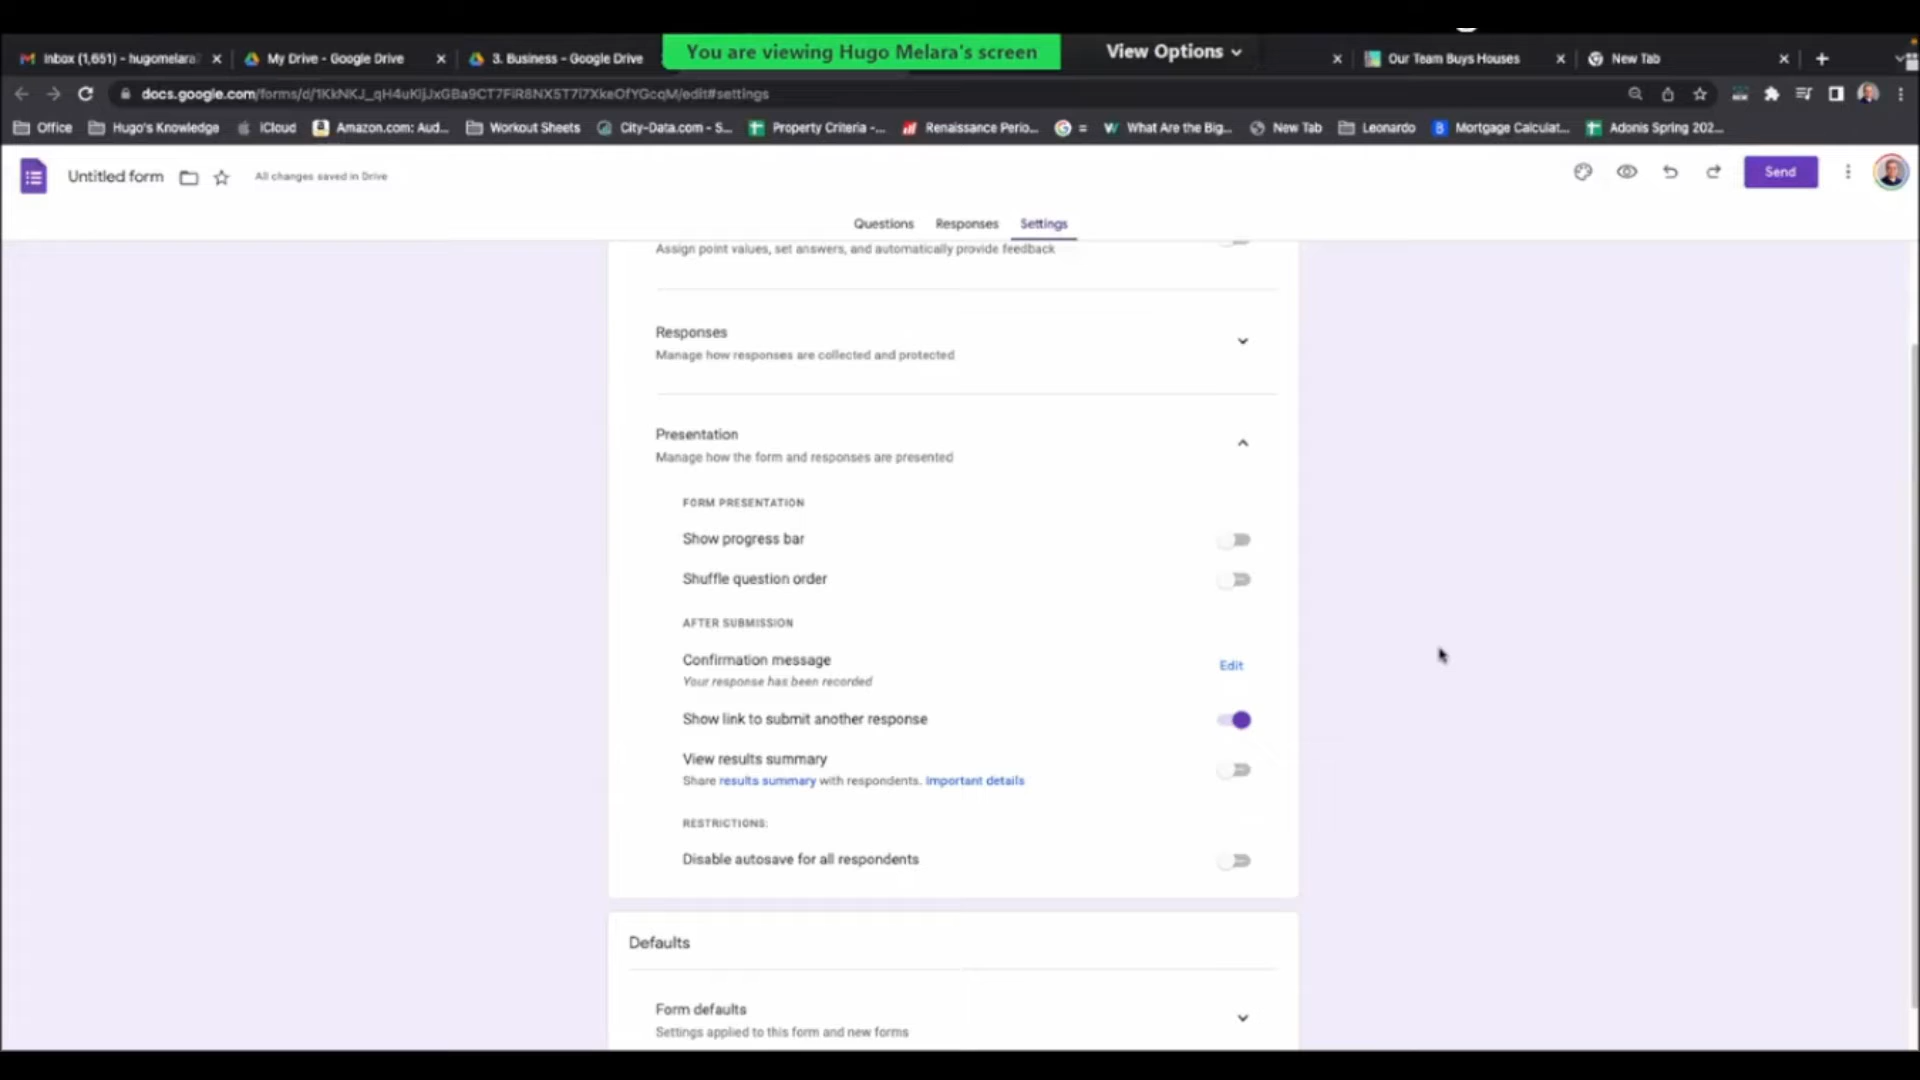 You are viewing Hugo Melara's screen
View Options
Inbox (1,651) - hugomelara
My Drive - Google Drive
3. Business - Google Drive
Our Team Buys Houses
New Tab
Office
Hugo's Knowledge
iCloud
Amazon.com: Aud...
Workout Sheets
City-Data.com - S...
Property Criteria -...
Renaissance Perio...
=
What Are the Big...
New Tab
Leonardo
Mortgage Calculat...
Adonis Spring 202...
Untitled form
All changes saved in Drive
Send
Questions
Responses
Settings
Assign point values, set answers, and automatically provide feedback
Responses
Manage how responses are collected and protected
Presentation
Manage how the form and responses are presented
FORM PRESENTATION
Show progress bar
Shuffle question order
AFTER SUBMISSION
Confirmation message
Edit
Your response has been recorded
Show link to submit another response
View results summary
Share results summary with respondents. Important details
RESTRICTIONS:
Disable autosave for all respondents
Defaults
Form defaults
Settings applied to this form and new forms